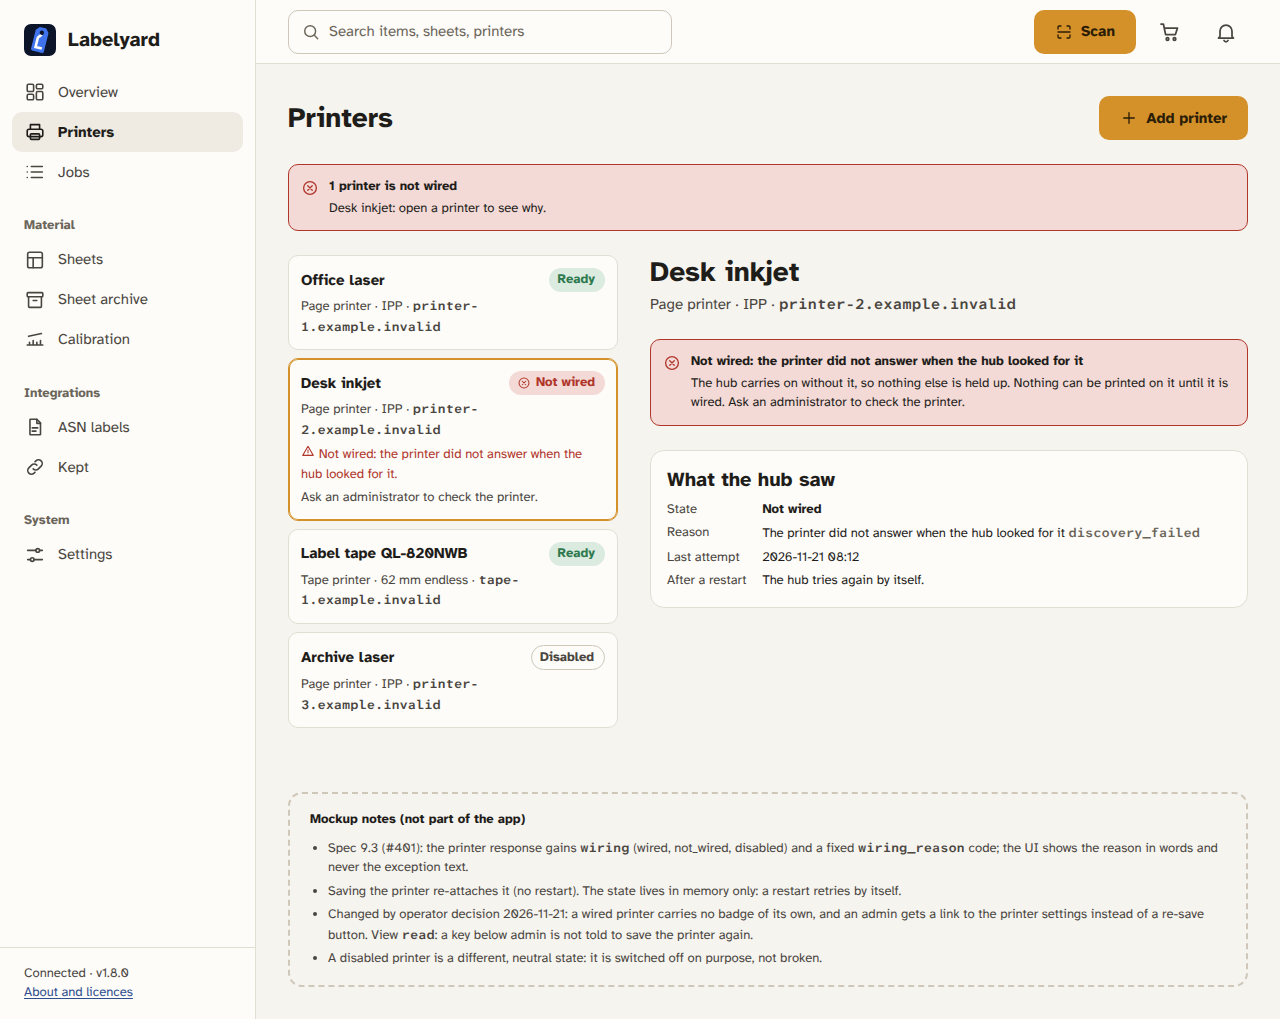 Labelyard
Overview
Printers
Jobs
Material
Sheets
Sheet archive
Calibration
Integrations
ASN labels
Kept
System
Settings
Connected · v1.8.0
About and licences
Search items, sheets, printers
Scan
Printers
Add printer
1 printer is not wired
Desk inkjet: open a printer to see why.
Office laser
Ready
Page printer · IPP · printer-
1.example.invalid
Desk inkjet
Not wired
Page printer · IPP · printer-
2.example.invalid
Not wired: the printer did not answer when the
hub looked for it.
Ask an administrator to check the printer.
Label tape QL-820NWB
Ready
Tape printer · 62 mm endless · tape-
1.example.invalid
Archive laser
Disabled
Page printer · IPP · printer-
3.example.invalid
Desk inkjet
Page printer · IPP · printer-2.example.invalid
Not wired: the printer did not answer when the hub looked for it
The hub carries on without it, so nothing else is held up. Nothing can be printed on it until it is
wired. Ask an administrator to check the printer.
What the hub saw
State Not wired
Reason The printer did not answer when the hub looked for it discovery_failed
Last attempt 2026-11-21 08:12
After a restart The hub tries again by itself.
Mockup notes (not part of the app)
• Spec 9.3 (#401): the printer response gains wiring (wired, not_wired, disabled) and a fixed wiring_reason code; the UI shows the reason in words and
never the exception text.
• Saving the printer re-attaches it (no restart). The state lives in memory only: a restart retries by itself.
• Changed by operator decision 2026-11-21: a wired printer carries no badge of its own, and an admin gets a link to the printer settings instead of a re-save
button. View read: a key below admin is not told to save the printer again.
• A disabled printer is a different, neutral state: it is switched off on purpose, not broken.